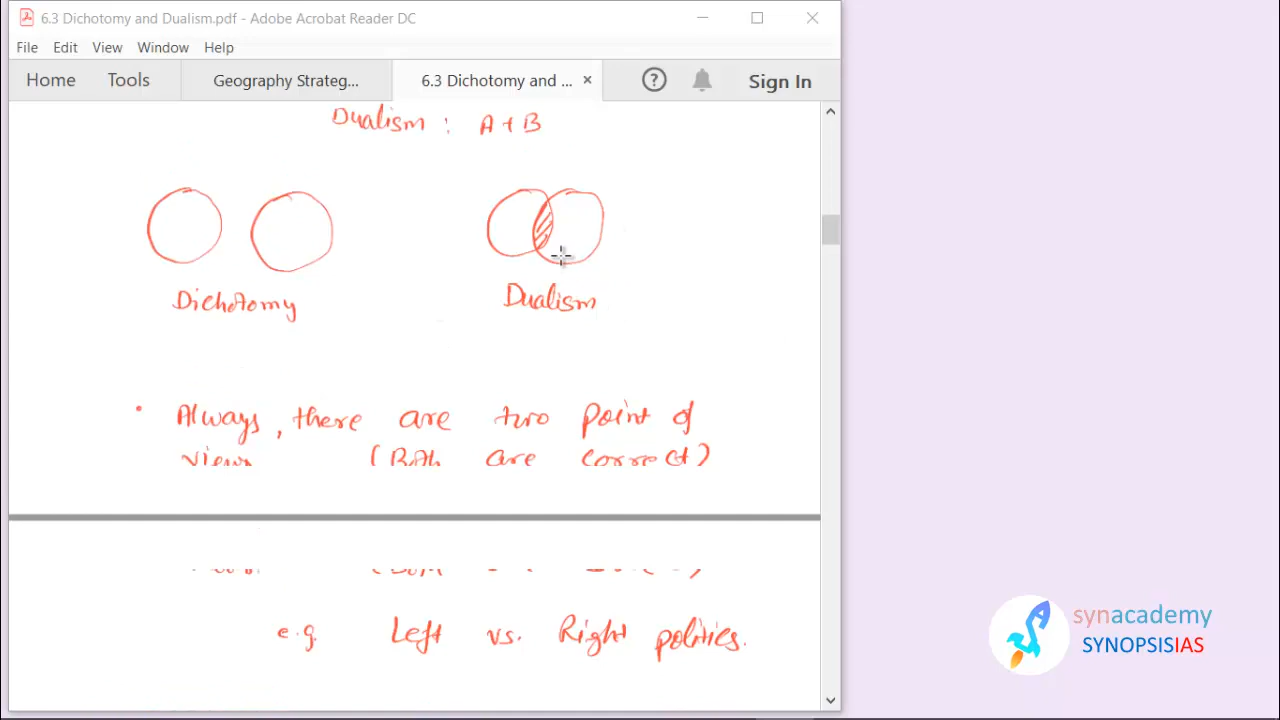 6.3 Dichotomy and Dualism.pdf - Adobe Acrobat Reader DC
File Edit View Window Help
Home Tools Geography Strateg... 6.3 Dichotomy and ... × ? Sign In
Dualism : A + B
Dichotomy Dualism
• Always, there are two point of
views (Both are correct)
e.g. Left vs. Right politics.
synacademy
SYNOPSISIAS